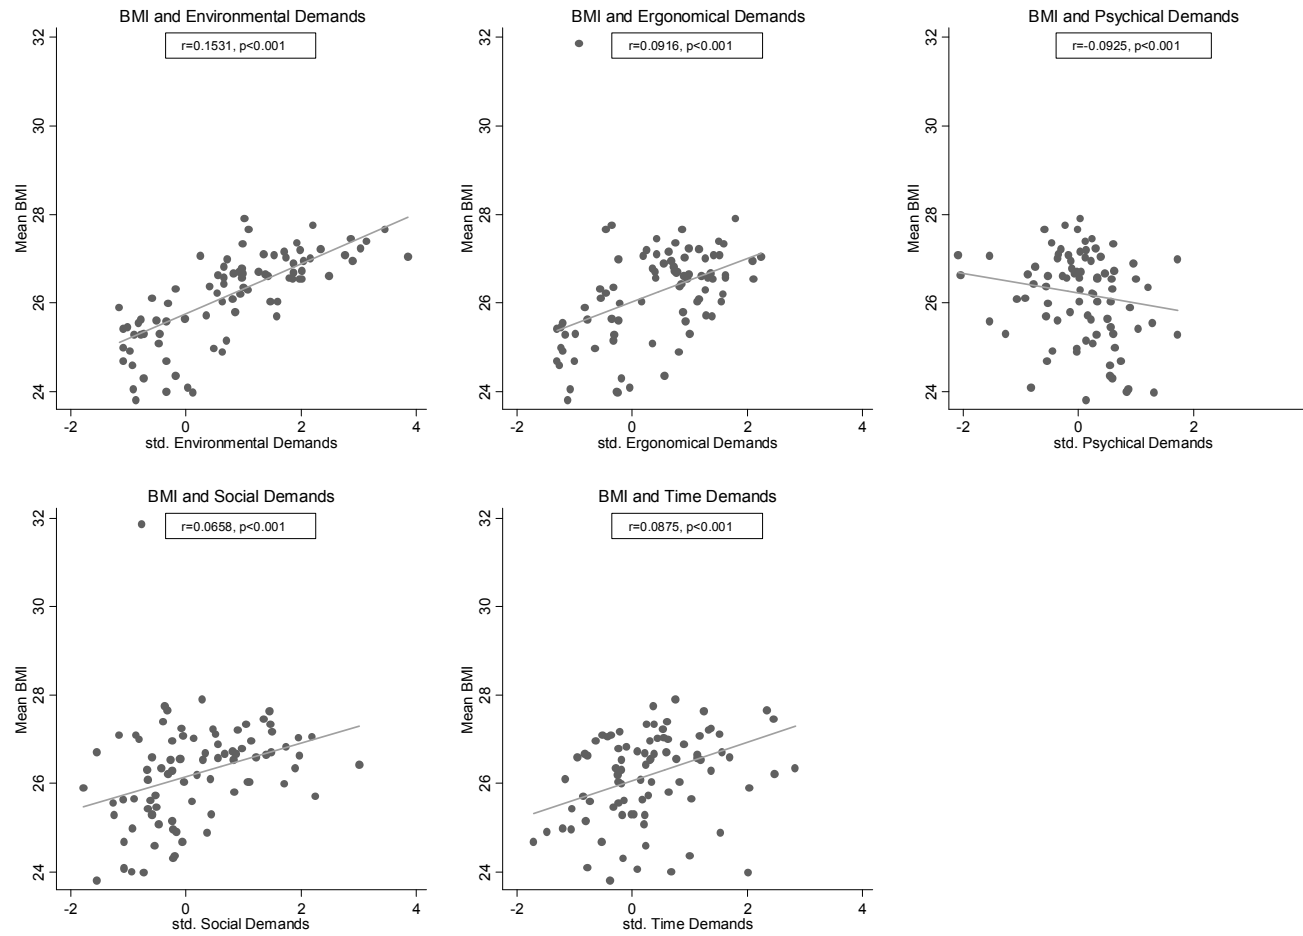 BMI and Environmental Demands
r=0.1531, p<0.001
Mean BMI
32
30
28
26
24
-2
0
2
4
std. Environmental Demands
BMI and Ergonomical Demands
r=0.0916, p<0.001
Mean BMI
32
30
28
26
24
-2
0
2
4
std. Ergonomical Demands
BMI and Psychical Demands
r=-0.0925, p<0.001
Mean BMI
32
30
28
26
24
-2
0
2
std. Psychical Demands
BMI and Social Demands
r=0.0658, p<0.001
Mean BMI
32
30
28
26
24
-2
0
2
4
std. Social Demands
BMI and Time Demands
r=0.0875, p<0.001
Mean BMI
32
30
28
26
24
-2
0
2
4
std. Time Demands